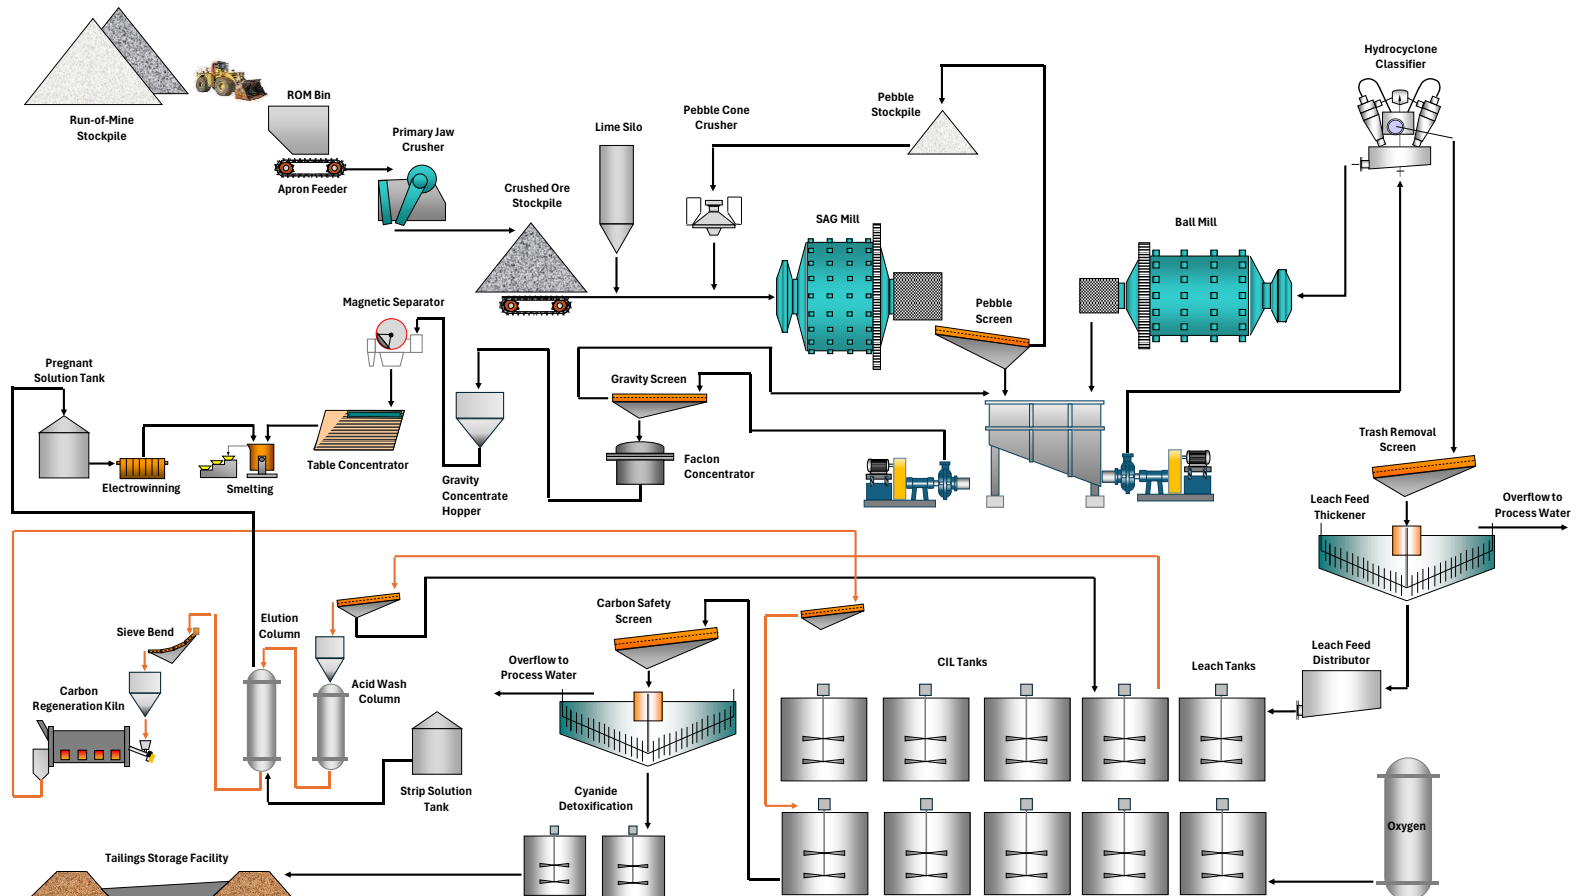 Run-of-Mine
Stockpile
ROM Bin
Apron Feeder
Primary Jaw
Crusher
Crushed Ore
Stockpile
Lime Silo
Pebble Cone
Crusher
Pebble
Stockpile
SAG Mill
Pebble
Screen
Ball Mill
Hydrocyclone
Classifier
Magnetic Separator
Pregnant
Solution Tank
Electrowinning
Smelting
Table Concentrator
Gravity
Concentrate
Hopper
Gravity Screen
Faclon
Concentrator
Trash Removal
Screen
Leach Feed
Thickener
Overflow to
Process Water
Leach Feed
Distributor
Leach Tanks
CIL Tanks
Carbon Safety
Screen
Overflow to
Process Water
Elution
Column
Sieve Bend
Carbon
Regeneration Kiln
Acid Wash
Column
Strip Solution
Tank
Cyanide
Detoxification
Oxygen
Tailings Storage Facility